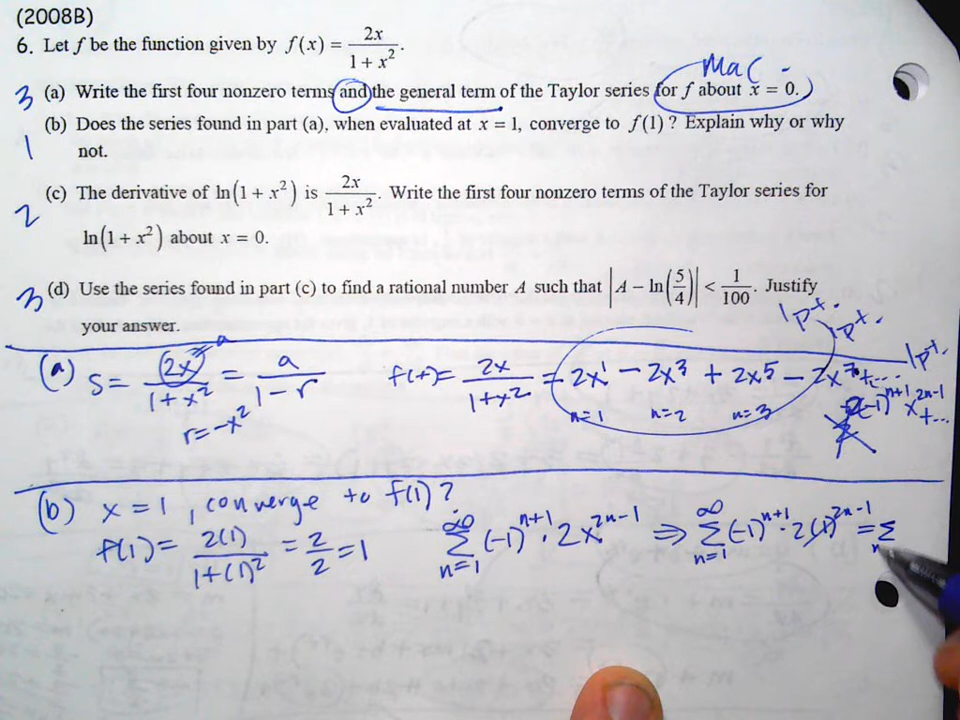 (2008B)
6. Let f be the function given by f(x) = 2x / (1 + x²).
Mac -
3 (a) Write the first four nonzero terms and the general term of the Taylor series for f about x = 0.
1 (b) Does the series found in part (a), when evaluated at x = 1, converge to f(1)? Explain why or why
not.
2 (c) The derivative of ln(1 + x²) is 2x / (1 + x²). Write the first four nonzero terms of the Taylor series for
ln(1 + x²) about x = 0.
3 (d) Use the series found in part (c) to find a rational number A such that |A − ln(5/4)| < 1/100. Justify
your answer.
1pt. 1pt. 1pt.
(a) S = 2x / (1 + x²) = a / (1 − r) f(x) = 2x / (1 + x²) = 2x¹ − 2x³ + 2x⁵ − 2x⁷ + ...
= a
r = -x² n=1 n=2 n=3 (-1)^(n+1) x^(2n-1) + ...
(b) x = 1, converge to f(1)?
f(1) = 2(1) / (1 + (1)²) = 2/2 = 1 ∞ Σ n=1 (-1)^(n+1) · 2x^(2n-1) ⇒ ∞ Σ n=1 (-1)^(n+1) · 2(1)^(2n-1) = Σ n